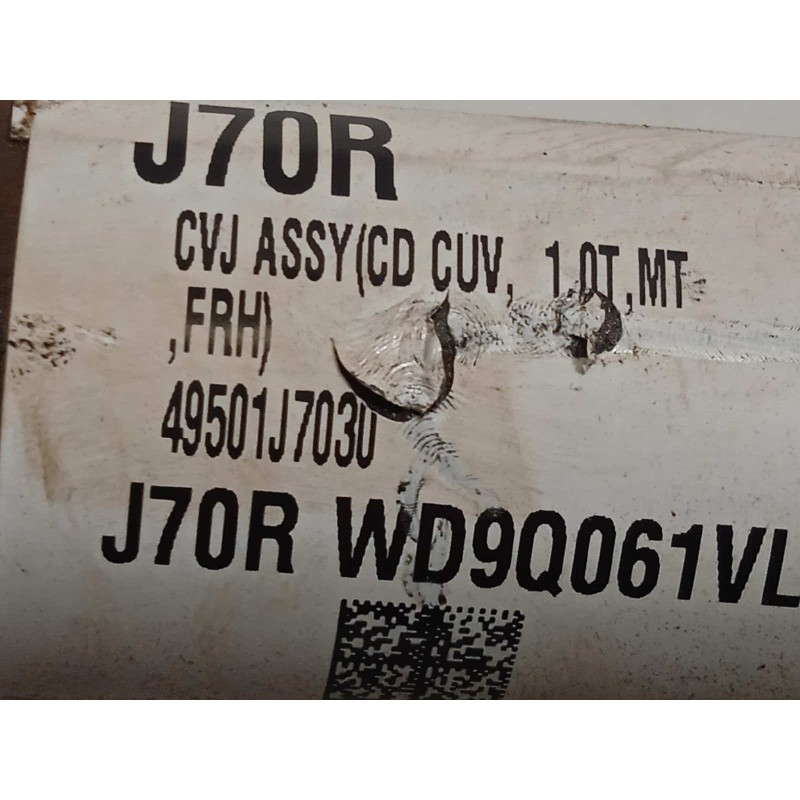 J70R
CVJ ASSY(CD CUV, 1.0T,MT
,FRH)
49501J7030
J70R WD9Q061VL